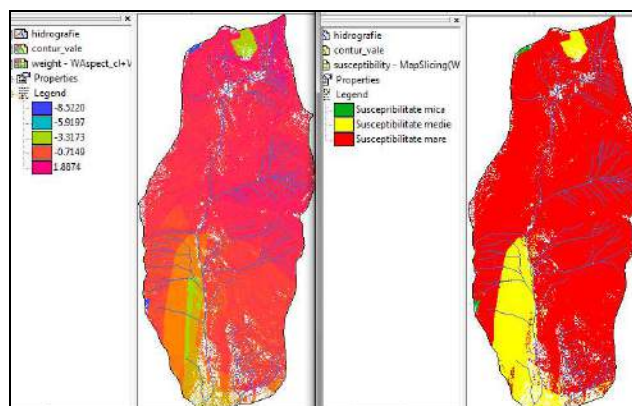 hidrografie
contur_vale
weight - WAspect_cl+V
Properties
Legend
-8.5220
-5.9197
-3.3173
-0.7149
1.8874
hidrografie
contur_vale
susceptibility - MapSlicing(W
Properties
Legend
Susceptibilitate mica
Susceptibilitate medie
Susceptibilitate mare